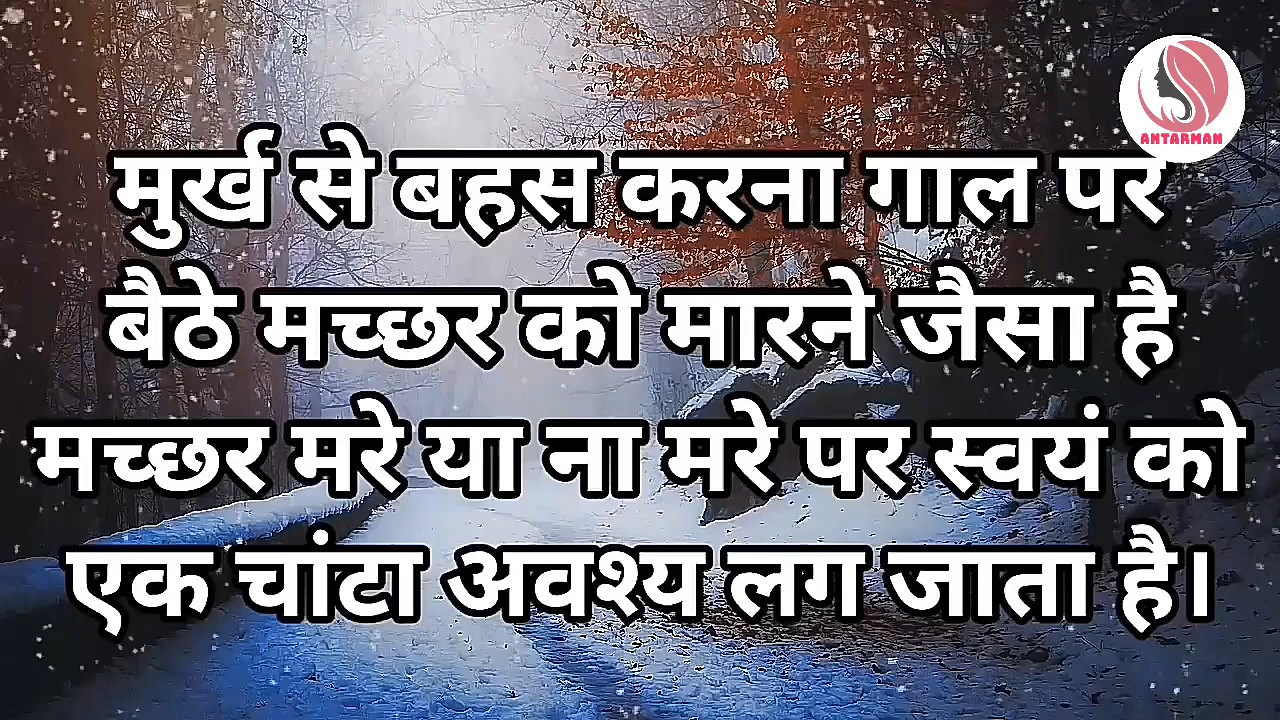 ANTARMAN
मुर्ख से बहस करना गाल पर
बैठे मच्छर को मारने जैसा है
मच्छर मरे या ना मरे पर स्वयं को
एक चांटा अवश्य लग जाता है।